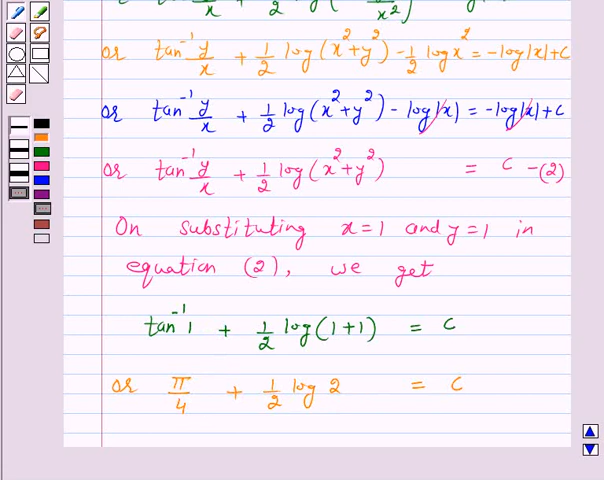 or tan⁻¹ y/x + 1/2 log(x²+y²) - 1/2 log x² = -log|x| + C
or tan⁻¹ y/x + 1/2 log(x²+y²) - log|x| = -log|x| + C
or tan⁻¹ y/x + 1/2 log(x²+y²) = C -(2)
On substituting x=1 and y=1 in
equation (2), we get
tan⁻¹ 1 + 1/2 log(1+1) = C
or π/4 + 1/2 log 2 = C